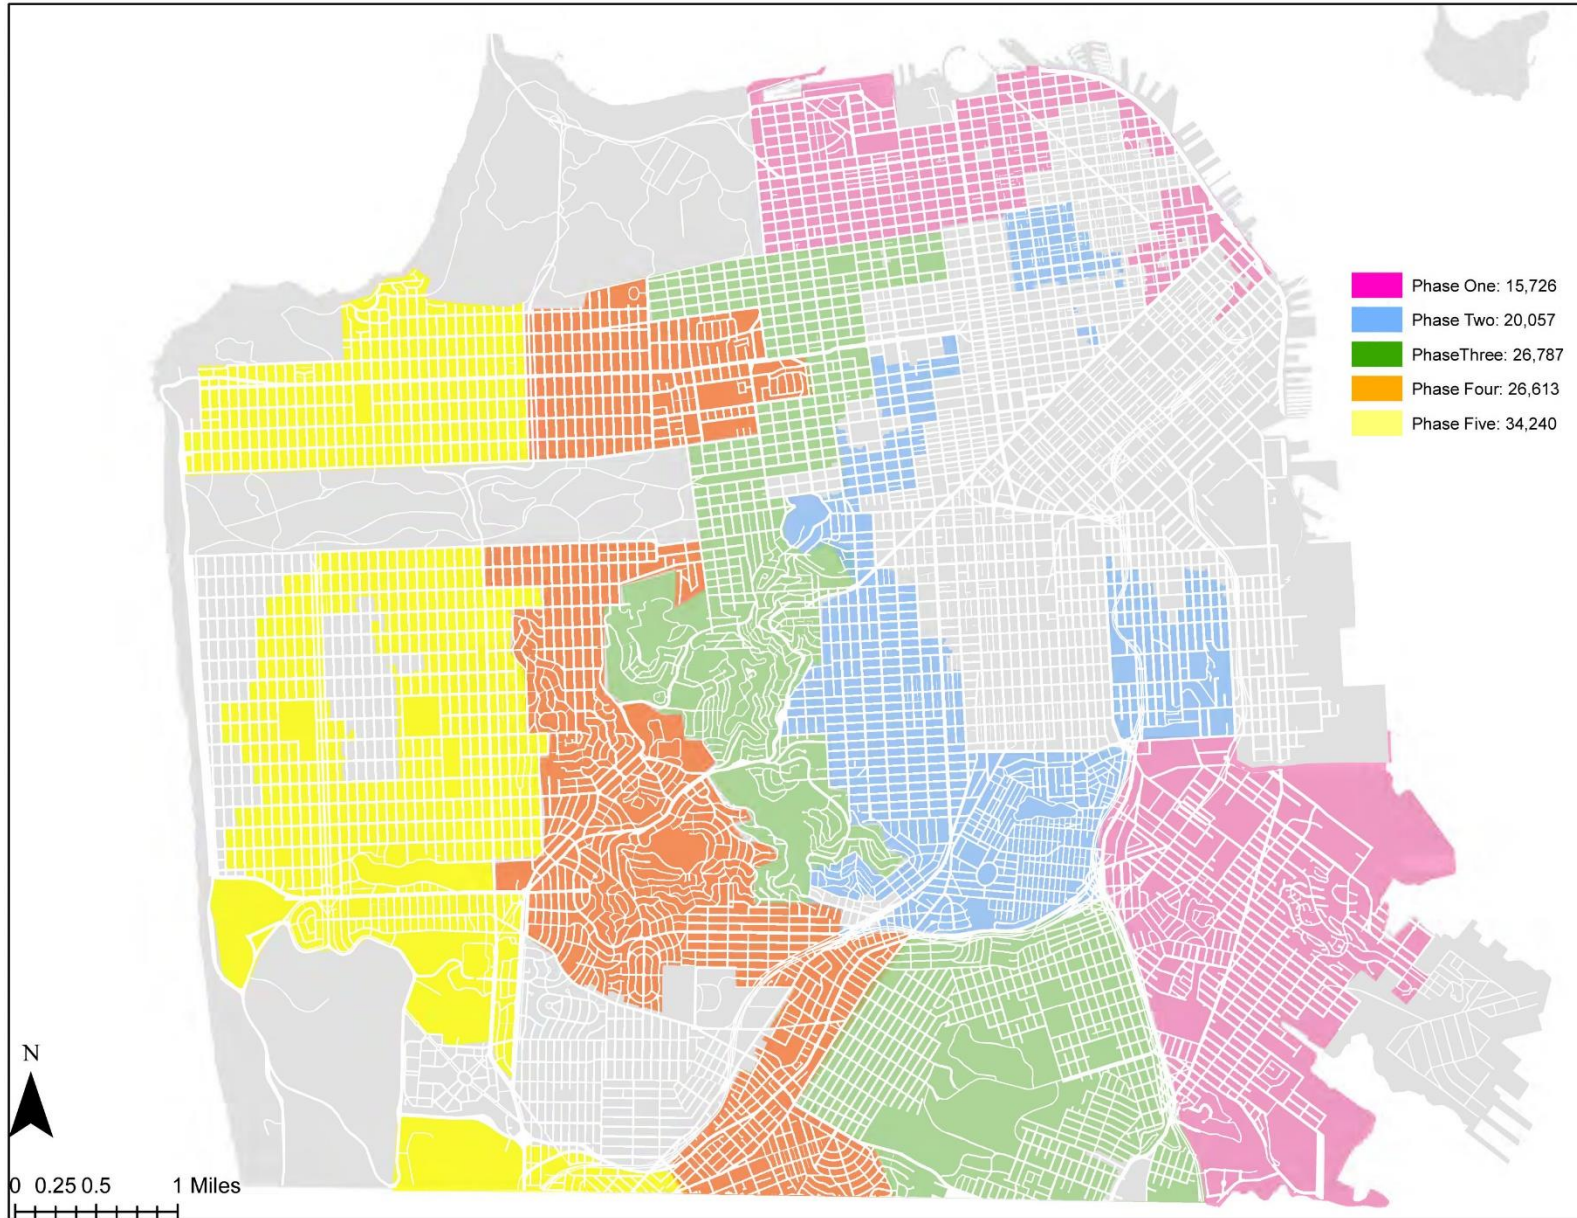 Phase One: 15,726
Phase Two: 20,057
PhaseThree: 26,787
Phase Four: 26,613
Phase Five: 34,240
N
0 0.25 0.5 1 Miles